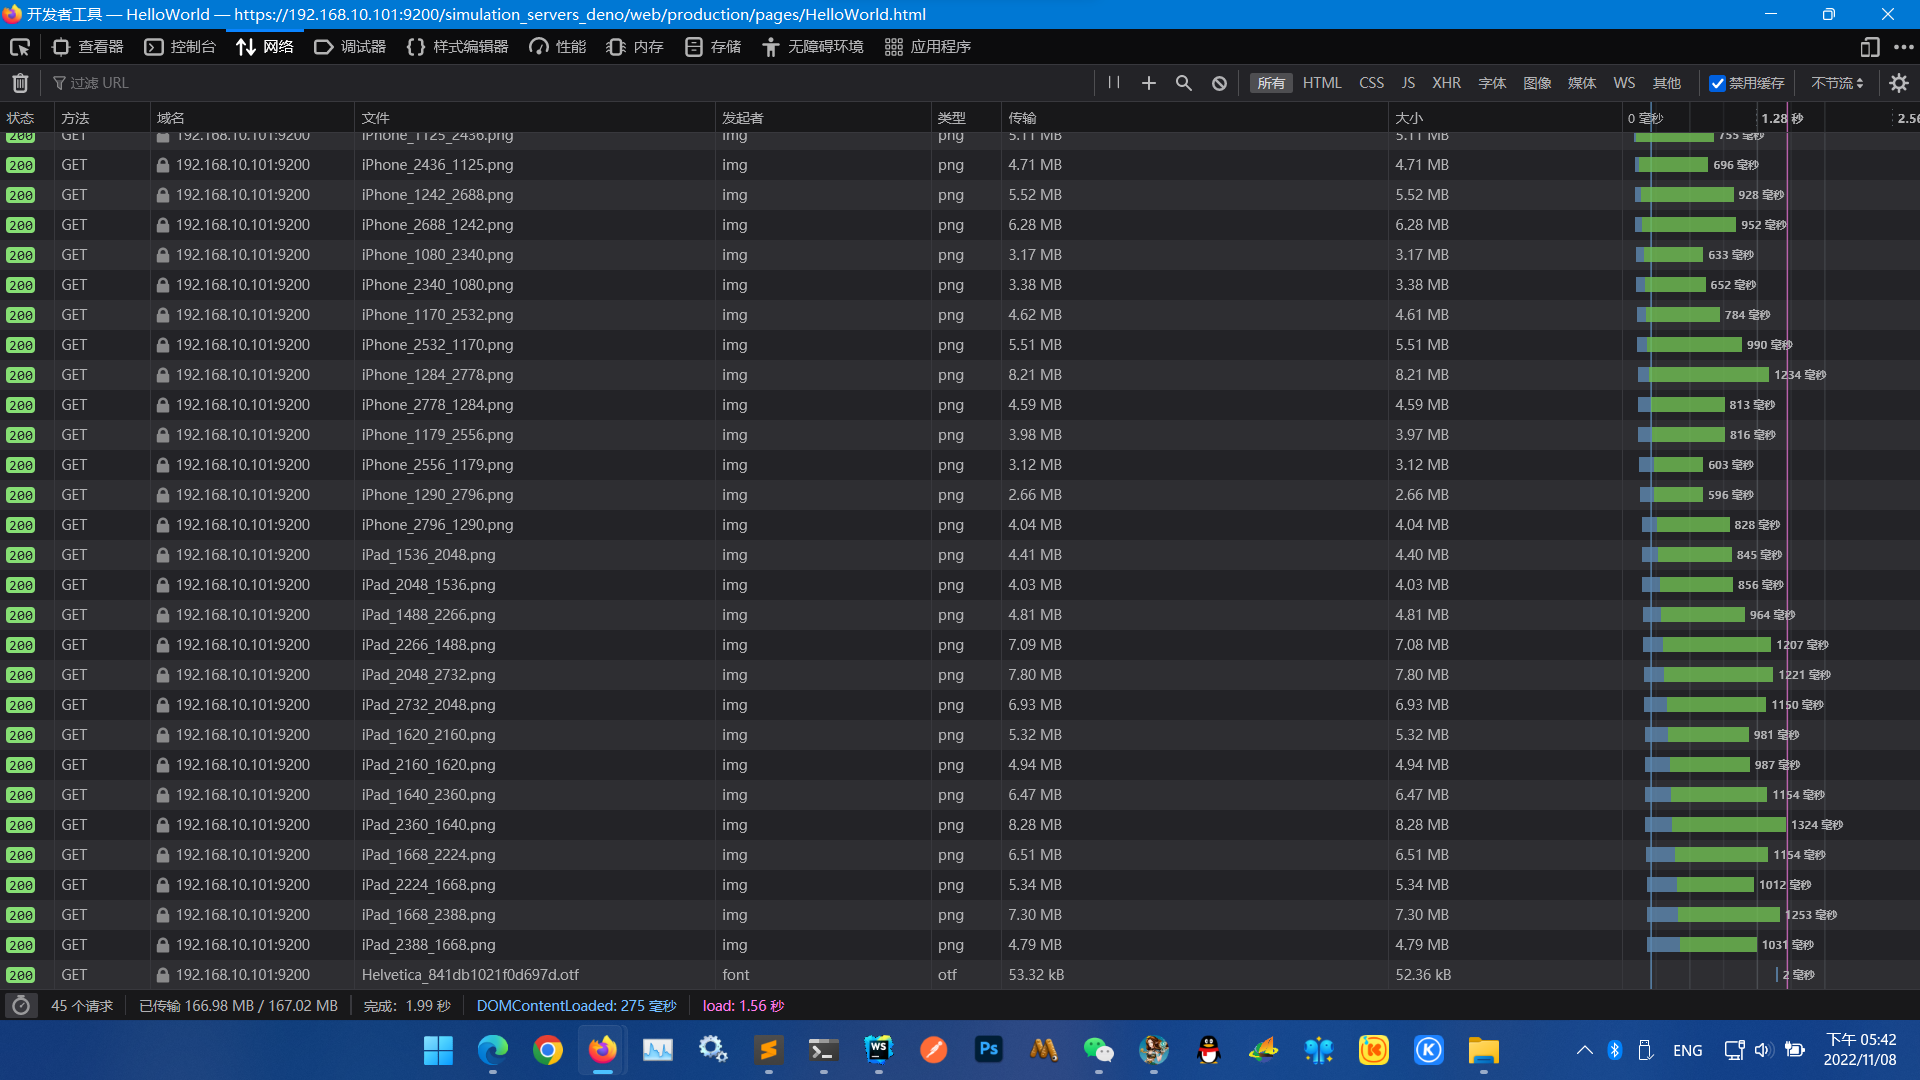 开发者工具 — HelloWorld — https://192.168.10.101:9200/simulation_servers_deno/web/production/pages/HelloWorld.html
查看器 控制台 网络 调试器 样式编辑器 性能 内存 存储 无障碍环境 应用程序
过滤 URL 所有 HTML CSS JS XHR 字体 图像 媒体 WS 其他 禁用缓存 不节流
状态 方法 域名 文件 发起者 类型 传输 大小 0 毫秒 1.28 秒 2.56
200 GET 192.168.10.101:9200 iPhone_1125_2436.png img png 5.11 MB 5.11 MB 755 毫秒
200 GET 192.168.10.101:9200 iPhone_2436_1125.png img png 4.71 MB 4.71 MB 696 毫秒
200 GET 192.168.10.101:9200 iPhone_1242_2688.png img png 5.52 MB 5.52 MB 928 毫秒
200 GET 192.168.10.101:9200 iPhone_2688_1242.png img png 6.28 MB 6.28 MB 952 毫秒
200 GET 192.168.10.101:9200 iPhone_1080_2340.png img png 3.17 MB 3.17 MB 633 毫秒
200 GET 192.168.10.101:9200 iPhone_2340_1080.png img png 3.38 MB 3.38 MB 652 毫秒
200 GET 192.168.10.101:9200 iPhone_1170_2532.png img png 4.62 MB 4.61 MB 784 毫秒
200 GET 192.168.10.101:9200 iPhone_2532_1170.png img png 5.51 MB 5.51 MB 990 毫秒
200 GET 192.168.10.101:9200 iPhone_1284_2778.png img png 8.21 MB 8.21 MB 1234 毫秒
200 GET 192.168.10.101:9200 iPhone_2778_1284.png img png 4.59 MB 4.59 MB 813 毫秒
200 GET 192.168.10.101:9200 iPhone_1179_2556.png img png 3.98 MB 3.97 MB 816 毫秒
200 GET 192.168.10.101:9200 iPhone_2556_1179.png img png 3.12 MB 3.12 MB 603 毫秒
200 GET 192.168.10.101:9200 iPhone_1290_2796.png img png 2.66 MB 2.66 MB 596 毫秒
200 GET 192.168.10.101:9200 iPhone_2796_1290.png img png 4.04 MB 4.04 MB 828 毫秒
200 GET 192.168.10.101:9200 iPad_1536_2048.png img png 4.41 MB 4.40 MB 845 毫秒
200 GET 192.168.10.101:9200 iPad_2048_1536.png img png 4.03 MB 4.03 MB 856 毫秒
200 GET 192.168.10.101:9200 iPad_1488_2266.png img png 4.81 MB 4.81 MB 964 毫秒
200 GET 192.168.10.101:9200 iPad_2266_1488.png img png 7.09 MB 7.08 MB 1207 毫秒
200 GET 192.168.10.101:9200 iPad_2048_2732.png img png 7.80 MB 7.80 MB 1221 毫秒
200 GET 192.168.10.101:9200 iPad_2732_2048.png img png 6.93 MB 6.93 MB 1150 毫秒
200 GET 192.168.10.101:9200 iPad_1620_2160.png img png 5.32 MB 5.32 MB 981 毫秒
200 GET 192.168.10.101:9200 iPad_2160_1620.png img png 4.94 MB 4.94 MB 987 毫秒
200 GET 192.168.10.101:9200 iPad_1640_2360.png img png 6.47 MB 6.47 MB 1154 毫秒
200 GET 192.168.10.101:9200 iPad_2360_1640.png img png 8.28 MB 8.28 MB 1324 毫秒
200 GET 192.168.10.101:9200 iPad_1668_2224.png img png 6.51 MB 6.51 MB 1154 毫秒
200 GET 192.168.10.101:9200 iPad_2224_1668.png img png 5.34 MB 5.34 MB 1012 毫秒
200 GET 192.168.10.101:9200 iPad_1668_2388.png img png 7.30 MB 7.30 MB 1253 毫秒
200 GET 192.168.10.101:9200 iPad_2388_1668.png img png 4.79 MB 4.79 MB 1031 毫秒
200 GET 192.168.10.101:9200 Helvetica_841db1021f0d697d.otf font otf 53.32 kB 52.36 kB 2 毫秒
45 个请求 已传输 166.98 MB / 167.02 MB 完成：1.99 秒 DOMContentLoaded: 275 毫秒 load: 1.56 秒
WS Ps K K ENG 下午 05:42
2022/11/08